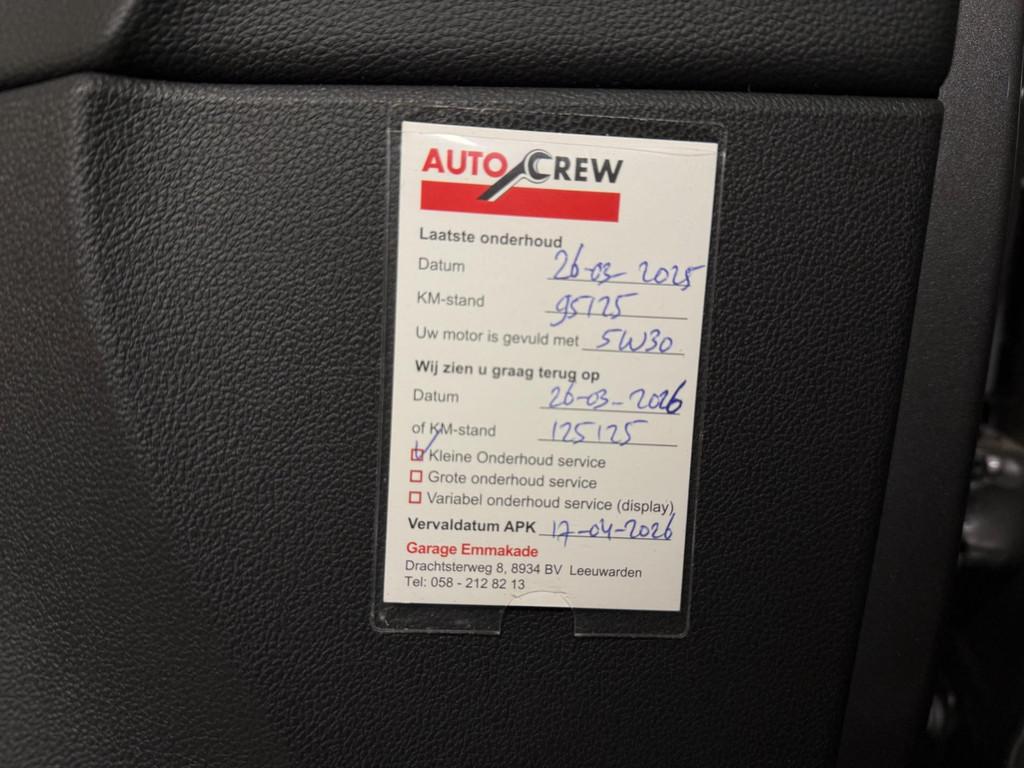 AUTO CREW
Laatste onderhoud
Datum 26-03-2025
KM-stand 95125
Uw motor is gevuld met 5W30
Wij zien u graag terug op
Datum 26-03-2026
of KM-stand 125125
Kleine Onderhoud service
Grote onderhoud service
Variabel onderhoud service (display)
Vervaldatum APK 17-04-2026
Garage Emmakade
Drachtsterweg 8, 8934 BV Leeuwarden
Tel: 058 - 212 82 13